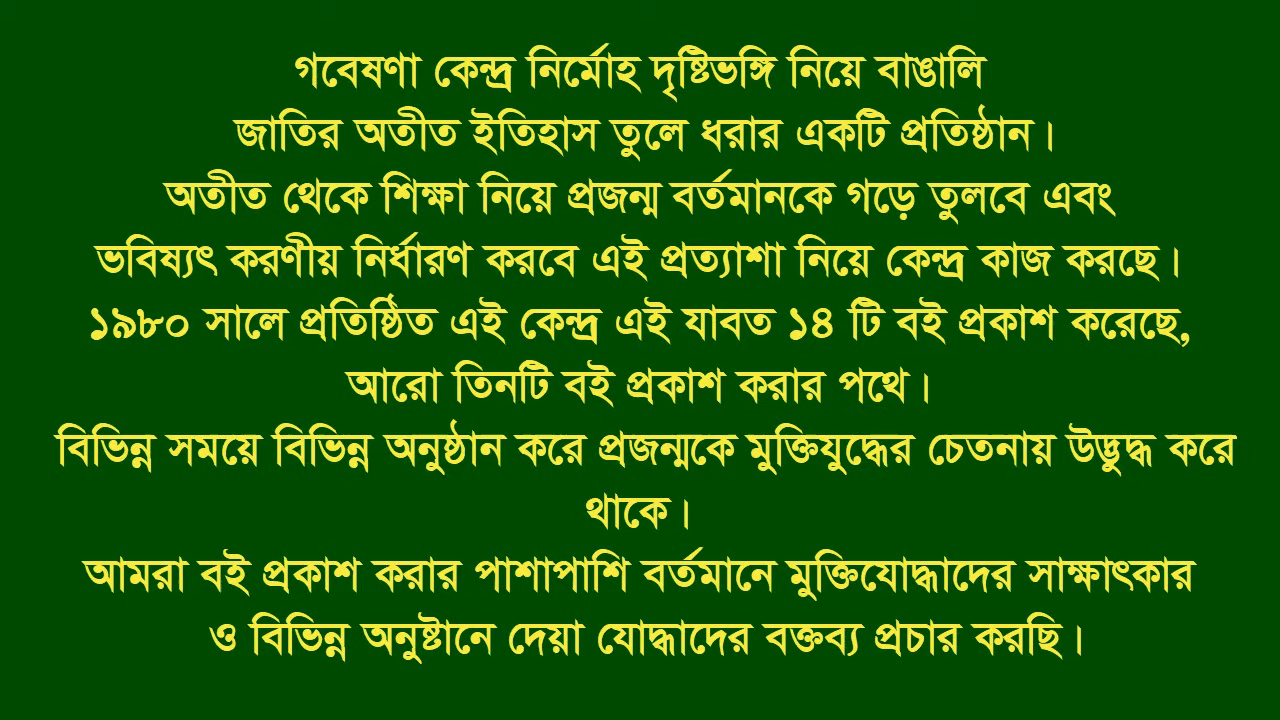 গবেষণা কেন্দ্র নির্মোহ দৃষ্টিভঙ্গি নিয়ে বাঙালি
জাতির অতীত ইতিহাস তুলে ধরার একটি প্রতিষ্ঠান।
অতীত থেকে শিক্ষা নিয়ে প্রজন্ম বর্তমানকে গড়ে তুলবে এবং
ভবিষ্যৎ করণীয় নির্ধারণ করবে এই প্রত্যাশা নিয়ে কেন্দ্র কাজ করছে।
১৯৮০ সালে প্রতিষ্ঠিত এই কেন্দ্র এই যাবত ১৪ টি বই প্রকাশ করেছে,
আরো তিনটি বই প্রকাশ করার পথে।
বিভিন্ন সময়ে বিভিন্ন অনুষ্ঠান করে প্রজন্মকে মুক্তিযুদ্ধের চেতনায় উদ্ভুদ্ধ করে
থাকে।
আমরা বই প্রকাশ করার পাশাপাশি বর্তমানে মুক্তিযোদ্ধাদের সাক্ষাৎকার
ও বিভিন্ন অনুষ্টানে দেয়া যোদ্ধাদের বক্তব্য প্রচার করছি।